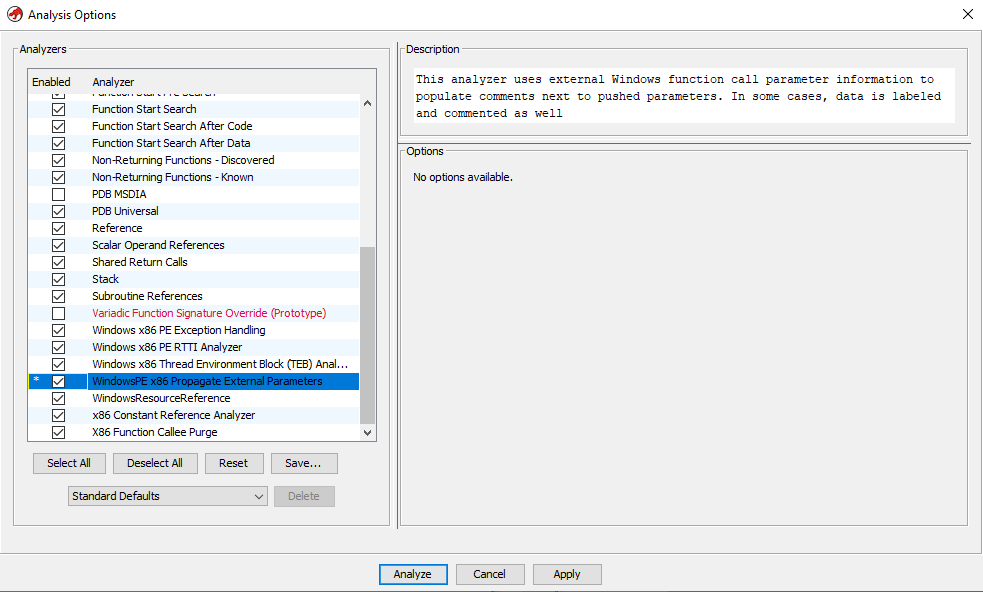 Analysis Options
Analyzers
Enabled Analyzer
Function Start Pre Search
Function Start Search
Function Start Search After Code
Function Start Search After Data
Non-Returning Functions - Discovered
Non-Returning Functions - Known
PDB MSDIA
PDB Universal
Reference
Scalar Operand References
Shared Return Calls
Stack
Subroutine References
Variadic Function Signature Override (Prototype)
Windows x86 PE Exception Handling
Windows x86 PE RTTI Analyzer
Windows x86 Thread Environment Block (TEB) Anal...
* WindowsPE x86 Propagate External Parameters
WindowsResourceReference
x86 Constant Reference Analyzer
X86 Function Callee Purge
Select All Deselect All Reset Save...
Standard Defaults Delete
Description
This analyzer uses external Windows function call parameter information to
populate comments next to pushed parameters. In some cases, data is labeled
and commented as well
Options
No options available.
Analyze Cancel Apply